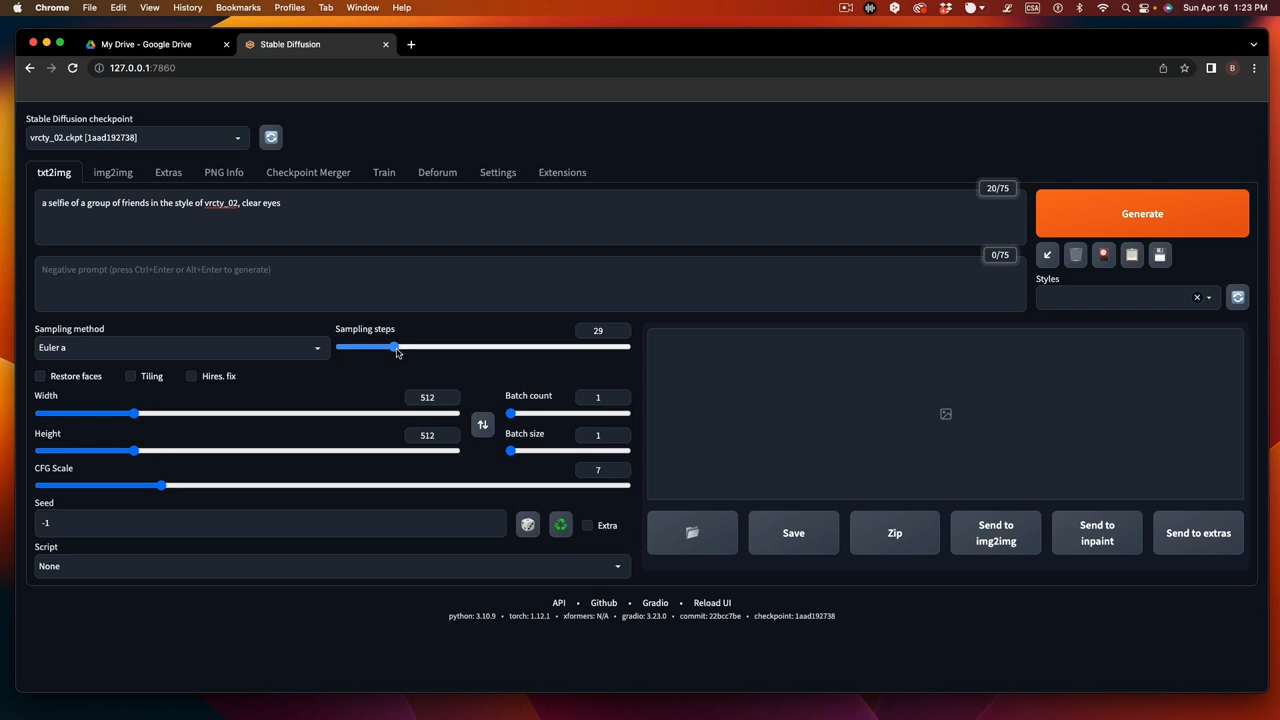 Chrome File Edit View History Bookmarks Profiles Tab Window Help Sun Apr 16 1:23 PM
My Drive - Google Drive Stable Diffusion
127.0.0.1:7860 B
Stable Diffusion checkpoint
vrcty_02.ckpt [1aad192738]
txt2img img2img Extras PNG Info Checkpoint Merger Train Deforum Settings Extensions
20/75
a selfie of a group of friends in the style of vrcty_02, clear eyes
Generate
0/75
Negative prompt (press Ctrl+Enter or Alt+Enter to generate)
Styles
Sampling method Sampling steps 29
Euler a
Restore faces Tiling Hires. fix
Width 512 Batch count 1
Height 512 Batch size 1
CFG Scale 7
Seed
-1 Extra
Save Zip Send to img2img Send to inpaint Send to extras
Script
None
API • Github • Gradio • Reload UI
python: 3.10.9 • torch: 1.12.1 • xformers: N/A • gradio: 3.23.0 • commit: 22bcc7be • checkpoint: 1aad192738